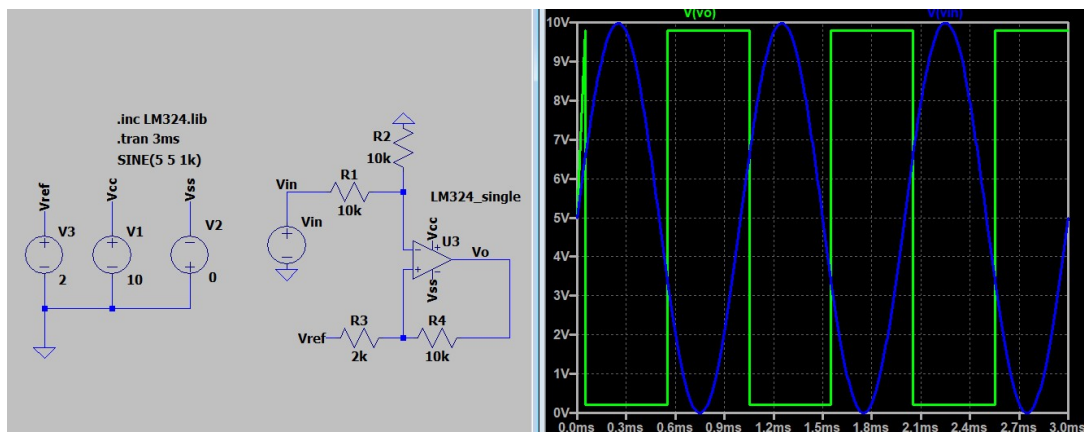 .inc LM324.lib
.tran 3ms
SINE(5 5 1k)
Vref
Vcc
Vss
V3
V1
V2
2
10
0
R2
10k
Vin
R1
10k
LM324_single
Vin
Vcc
U3
Vo
Vss
R3
R4
Vref
2k
10k
V(vo)
V(vin)
10V
9V
8V
7V
6V
5V
4V
3V
2V
1V
0V
0.0ms 0.3ms 0.6ms 0.9ms 1.2ms 1.5ms 1.8ms 2.1ms 2.4ms 2.7ms 3.0ms